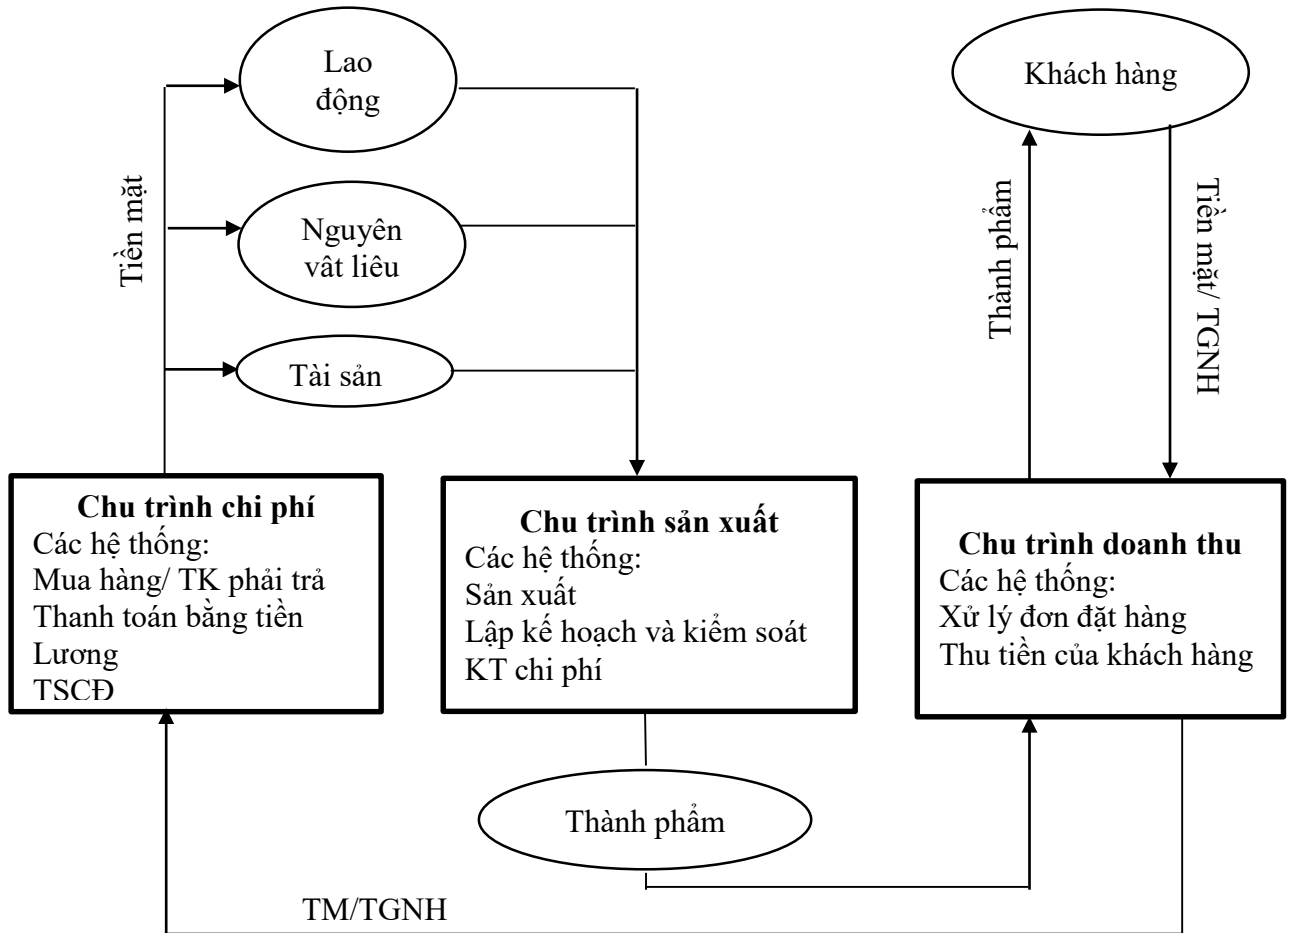 Lao
động
Khách hàng
Tiền mặt
Nguyên
vât liêu
Thành phẩm
Tiền mặt/ TGNH
Tài sản
Chu trình chi phí
Các hệ thống:
Mua hàng/ TK phải trả
Thanh toán bằng tiền
Lương
TSCĐ
Chu trình sản xuất
Các hệ thống:
Sản xuất
Lập kế hoạch và kiểm soát
KT chi phí
Chu trình doanh thu
Các hệ thống:
Xử lý đơn đặt hàng
Thu tiền của khách hàng
Thành phẩm
TM/TGNH